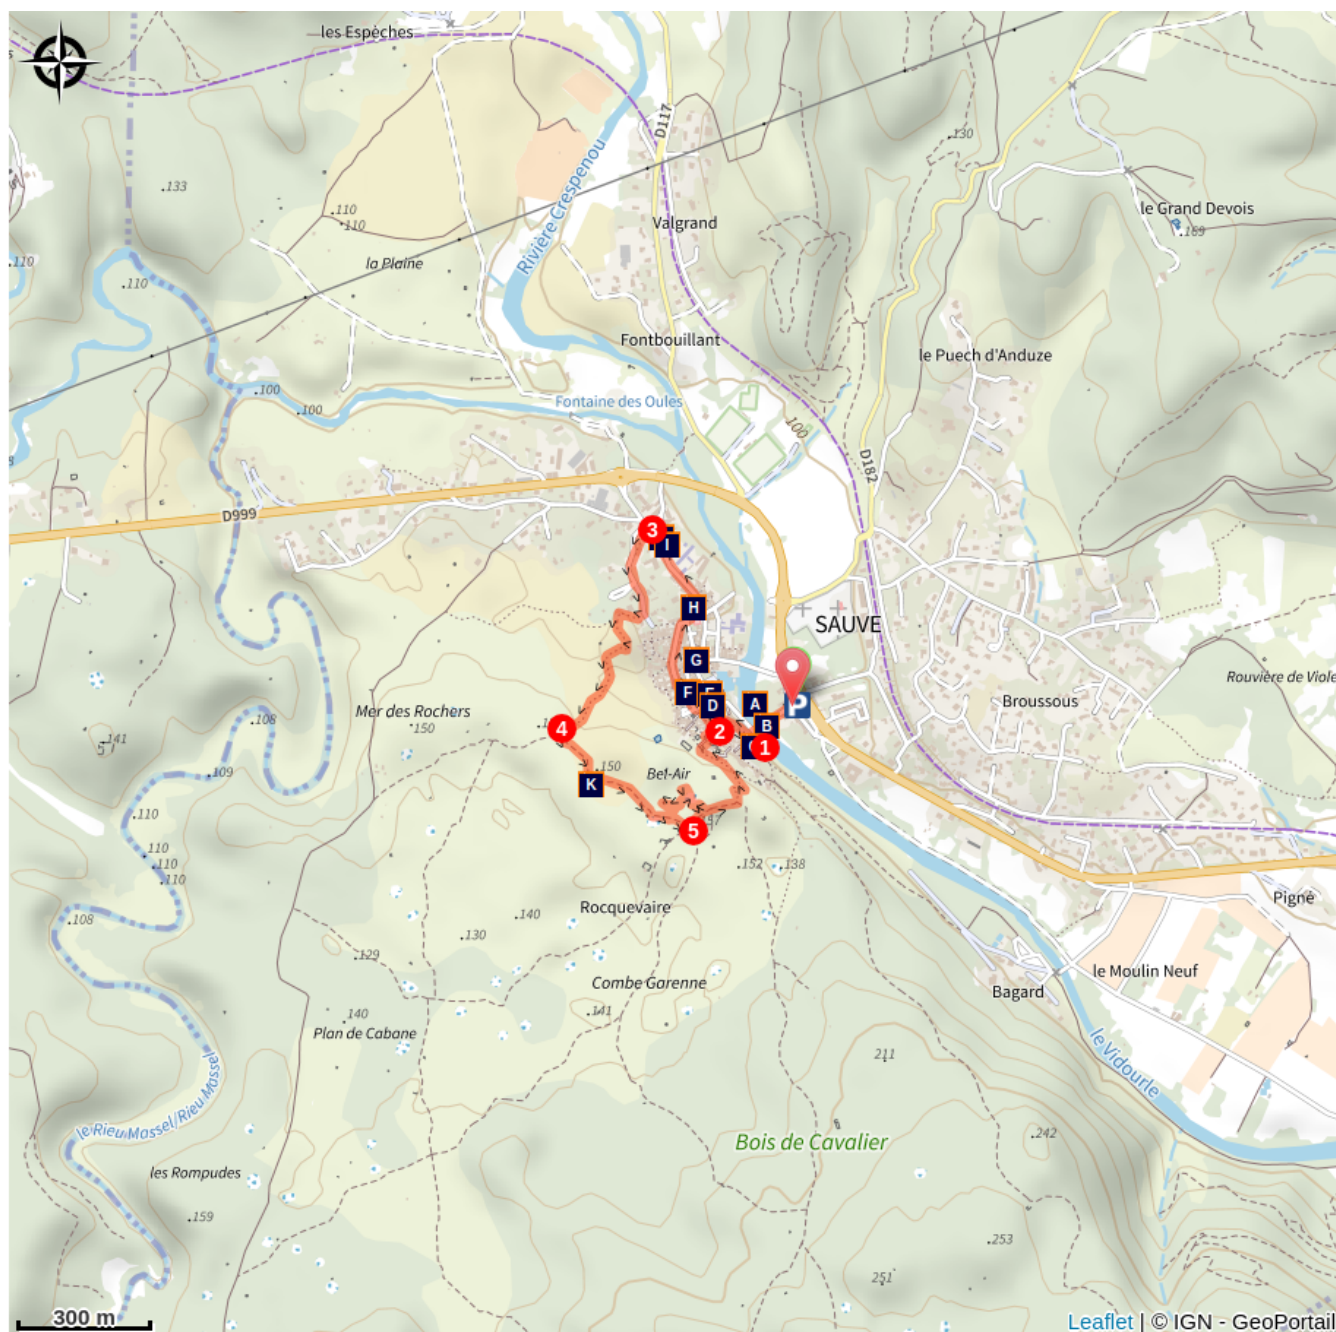 les Espèches
D117
.130
.133
.110
.110
Rivière Crespenou
Valgrand
le Grand Devois
.169
la Plaine
.110
.110
Fontbouillant
le Puech d'Anduze
.100
.100
Fontaine des Oules
100
D182
D999
3
I
H
SAUVE
G
F
D
A
P
B
2
1
Mer des Rochers
.150
4
.108
.141
.109
.150
Bel-Air
K
5
Broussous
Rouvière de Viole
.110
110
.110
.152
.138
.108
.140
Rocquevaire
.130
.129
Combe Garenne
.141
.140
Plan de Cabane
Pigné
le Moulin Neuf
Bagard
le Vidourle
211
le Rieu Massel/Rieu Massel
Bois de Cavalier
.242
les Rompudes
.159
.253
251
300 m
Leaflet | © IGN - GeoPortail